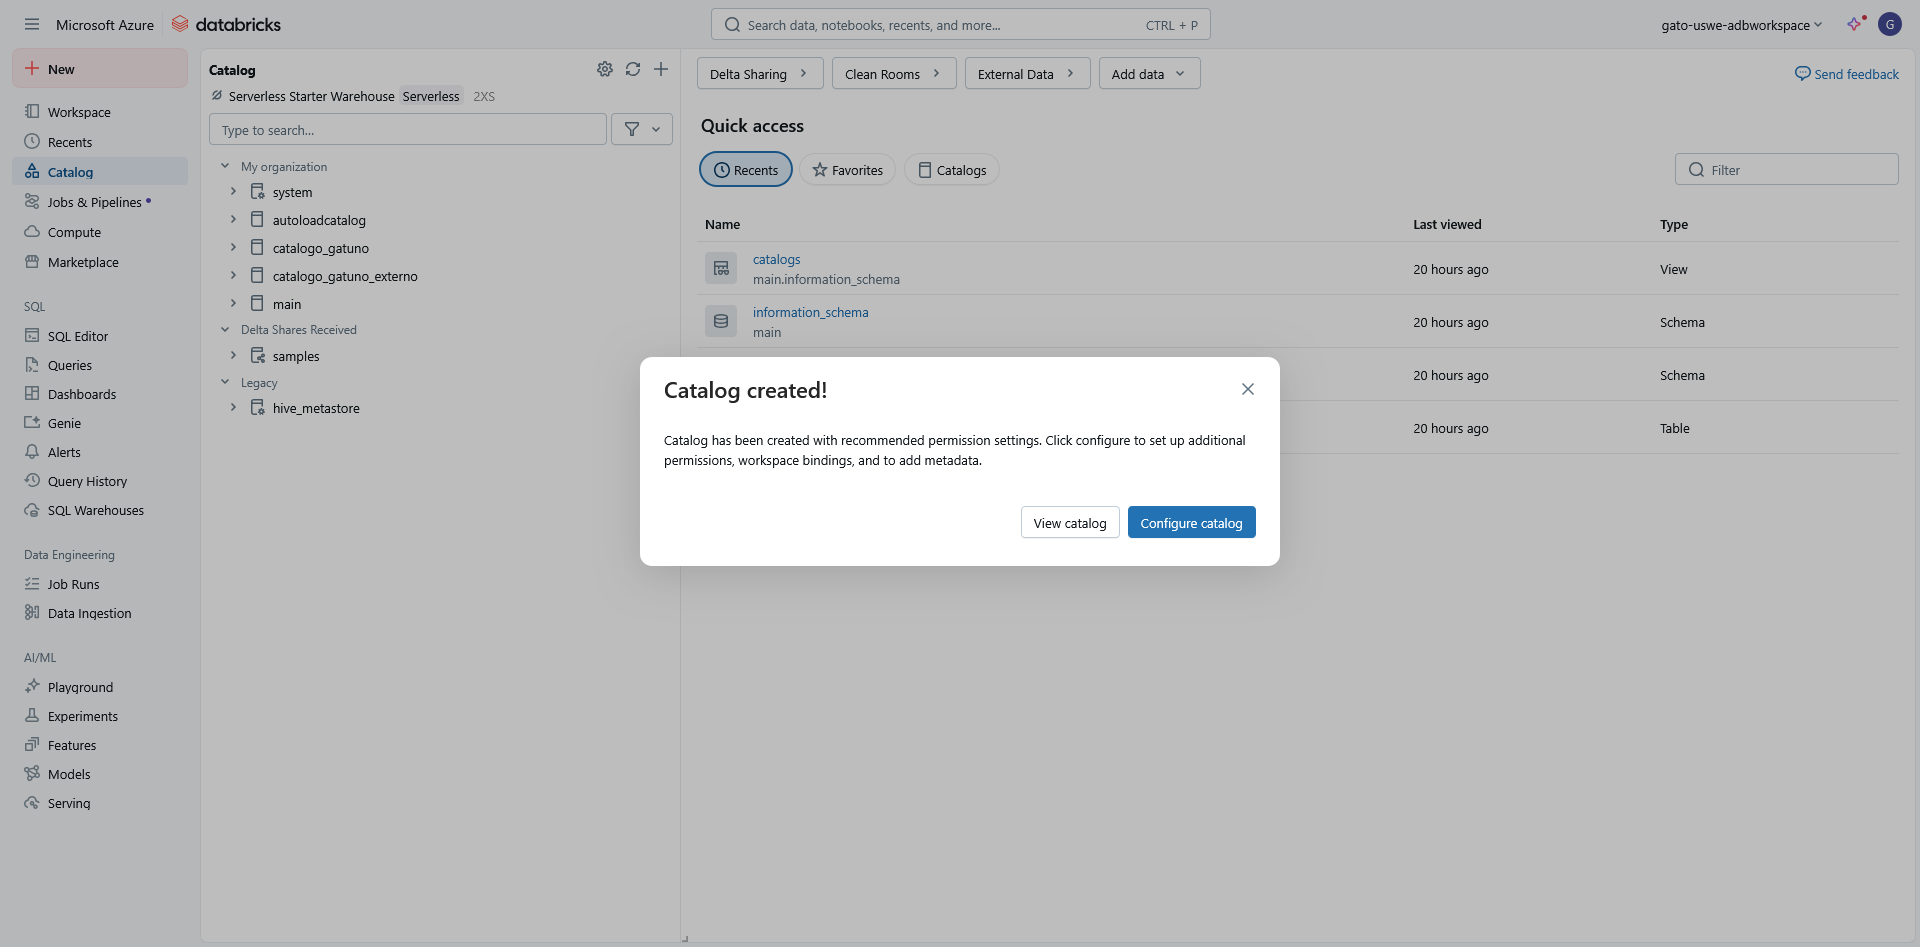 Microsoft Azure
databricks
Search data, notebooks, recents, and more...
CTRL + P
gato-uswe-adbworkspace
G
New
Workspace
Recents
Catalog
Jobs & Pipelines
Compute
Marketplace
SQL
SQL Editor
Queries
Dashboards
Genie
Alerts
Query History
SQL Warehouses
Data Engineering
Job Runs
Data Ingestion
AI/ML
Playground
Experiments
Features
Models
Serving
Catalog
Serverless Starter Warehouse Serverless 2XS
Type to search...
My organization
system
autoloadcatalog
catalogo_gatuno
catalogo_gatuno_externo
main
Delta Shares Received
samples
Legacy
hive_metastore
Delta Sharing
Clean Rooms
External Data
Add data
Send feedback
Quick access
Recents
Favorites
Catalogs
Filter
Name Last viewed Type
catalogs
main.information_schema
20 hours ago
View
information_schema
main
20 hours ago
Schema
20 hours ago
Schema
20 hours ago
Table
Catalog created!
Catalog has been created with recommended permission settings. Click configure to set up additional
permissions, workspace bindings, and to add metadata.
View catalog
Configure catalog